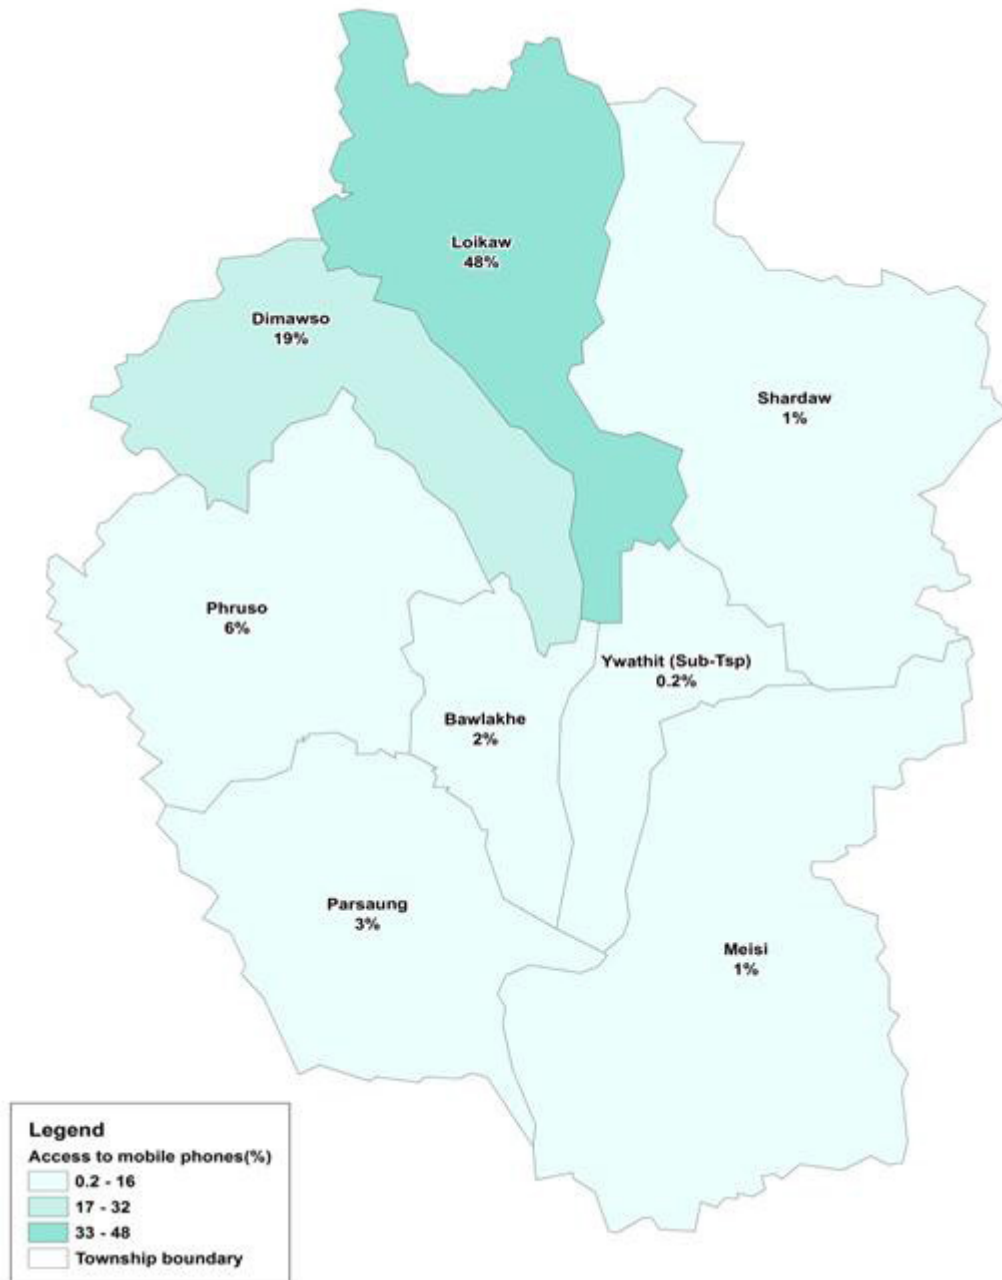 Loikaw
48%
Dimawso
19%
Shardaw
1%
Phruso
6%
Ywathit (Sub-Tsp)
0.2%
Bawlakhe
2%
Parsaung
3%
Meisi
1%
Legend
Access to mobile phones(%)
0.2 - 16
17 - 32
33 - 48
Township boundary